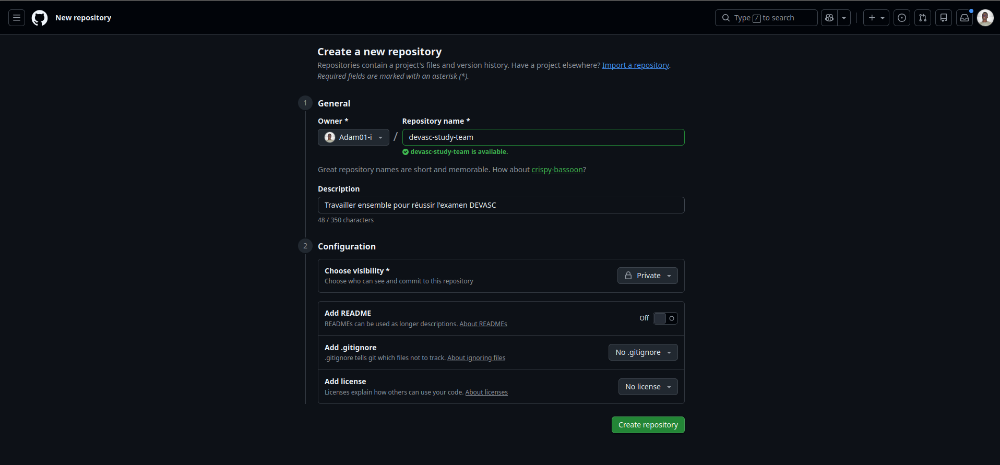 New repository
Type / to search
Create a new repository
Repositories contain a project's files and version history. Have a project elsewhere? Import a repository.
Required fields are marked with an asterisk (*).
1 General
Owner * Repository name *
Adam01-i / devasc-study-team
devasc-study-team is available.
Great repository names are short and memorable. How about crispy-bassoon?
Description
Travailler ensemble pour réussir l'examen DEVASC
48 / 350 characters
2 Configuration
Choose visibility *
Choose who can see and commit to this repository
Private
Add README
READMEs can be used as longer descriptions. About READMEs
Off
Add .gitignore
.gitignore tells git which files not to track. About ignoring files
No .gitignore
Add license
Licenses explain how others can use your code. About licenses
No license
Create repository